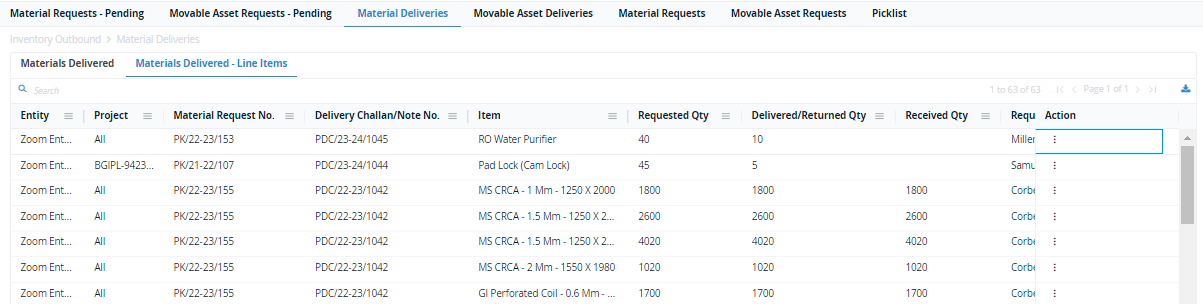 Material Requests - Pending Movable Asset Requests - Pending Material Deliveries Movable Asset Deliveries Material Requests Movable Asset Requests Picklist
Inventory Outbound > Material Deliveries
Materials Delivered Materials Delivered - Line Items
Search 1 to 63 of 63 Page 1 of 1
Entity Project Material Request No. Delivery Challan/Note No. Item Requested Qty Delivered/Returned Qty Received Qty Requ Action
Zoom Ent... All PK/22-23/153 PDC/23-24/1045 RO Water Purifier 40 10 Miller
Zoom Ent... BGIPL-9423... PK/21-22/107 PDC/23-24/1044 Pad Lock (Cam Lock) 45 5 Samu
Zoom Ent... All PK/22-23/155 PDC/22-23/1042 MS CRCA - 1 Mm - 1250 X 2000 1800 1800 1800 Corbe
Zoom Ent... All PK/22-23/155 PDC/22-23/1042 MS CRCA - 1.5 Mm - 1250 X 2... 2600 2600 2600 Corbe
Zoom Ent... All PK/22-23/155 PDC/22-23/1042 MS CRCA - 1.5 Mm - 1250 X 2... 4020 4020 4020 Corbe
Zoom Ent... All PK/22-23/155 PDC/22-23/1042 MS CRCA - 2 Mm - 1550 X 1980 1020 1020 1020 Corbe
Zoom Ent... All PK/22-23/155 PDC/22-23/1042 GI Perforated Coil - 0.6 Mm - ... 1700 1700 1700 Corbe